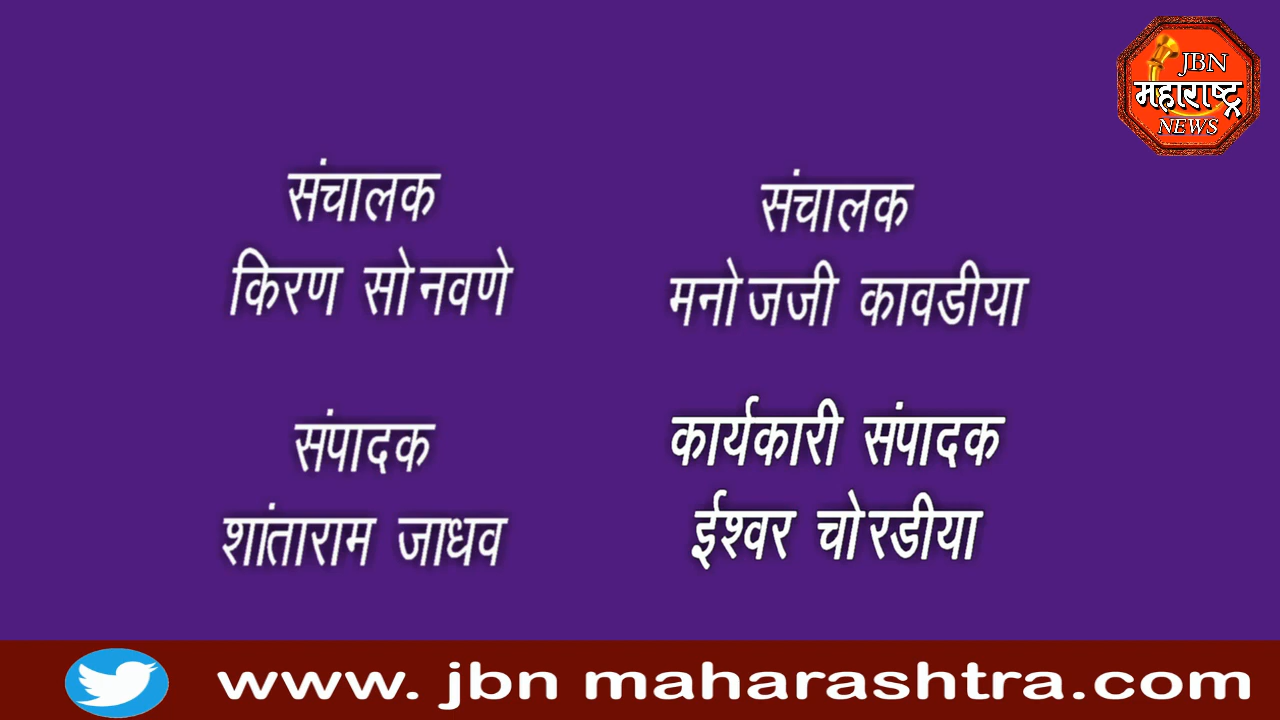 JBN
महाराष्ट्र
NEWS
संचालक
किरण सोनवणे
संचालक
मनोजजी कावडीया
संपादक
शांताराम जाधव
कार्यकारी संपादक
ईश्वर चोरडीया
www. jbn maharashtra.com